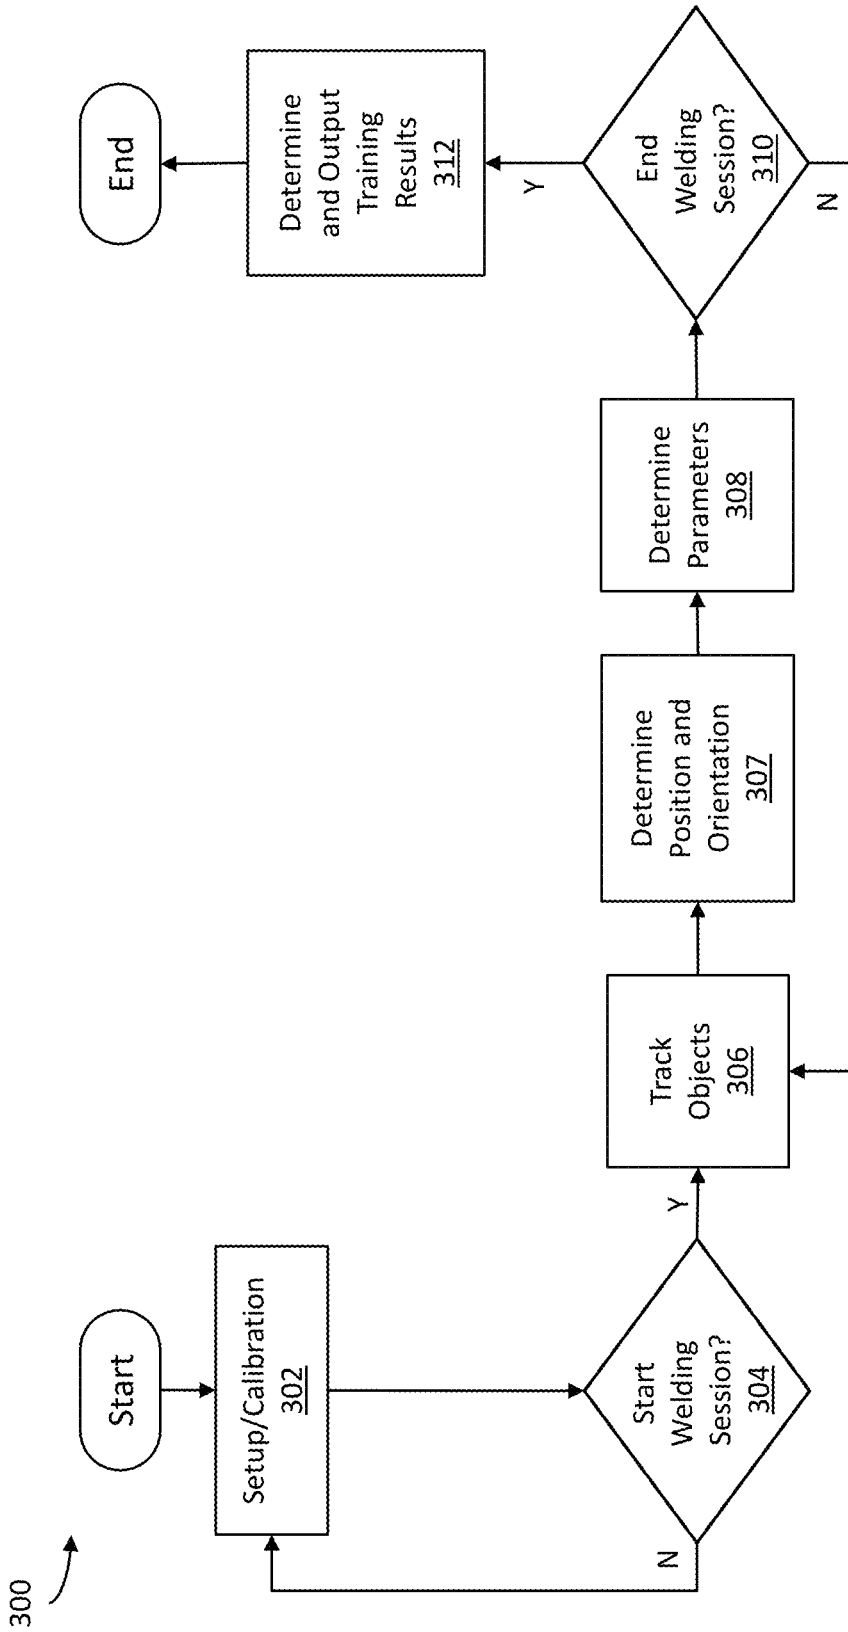 300
Start
Setup/Calibration
302
N
Start
Welding
Session?
304
Y
Track
Objects
306
Determine
Position and
Orientation
307
Determine
Parameters
308
End
Welding
Session?
310
N
Y
Determine
and Output
Training
Results
312
End